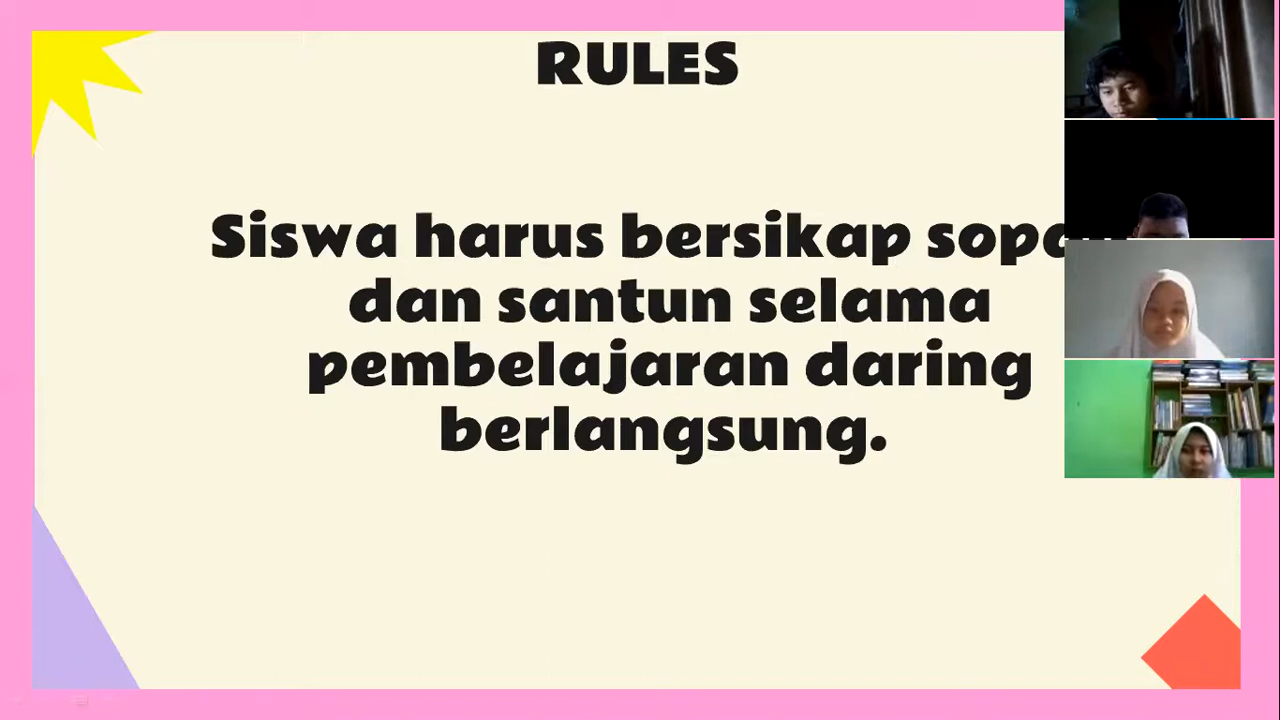 RULES
Siswa harus bersikap
dan santun selama
pembelajaran daring
berlangsung.